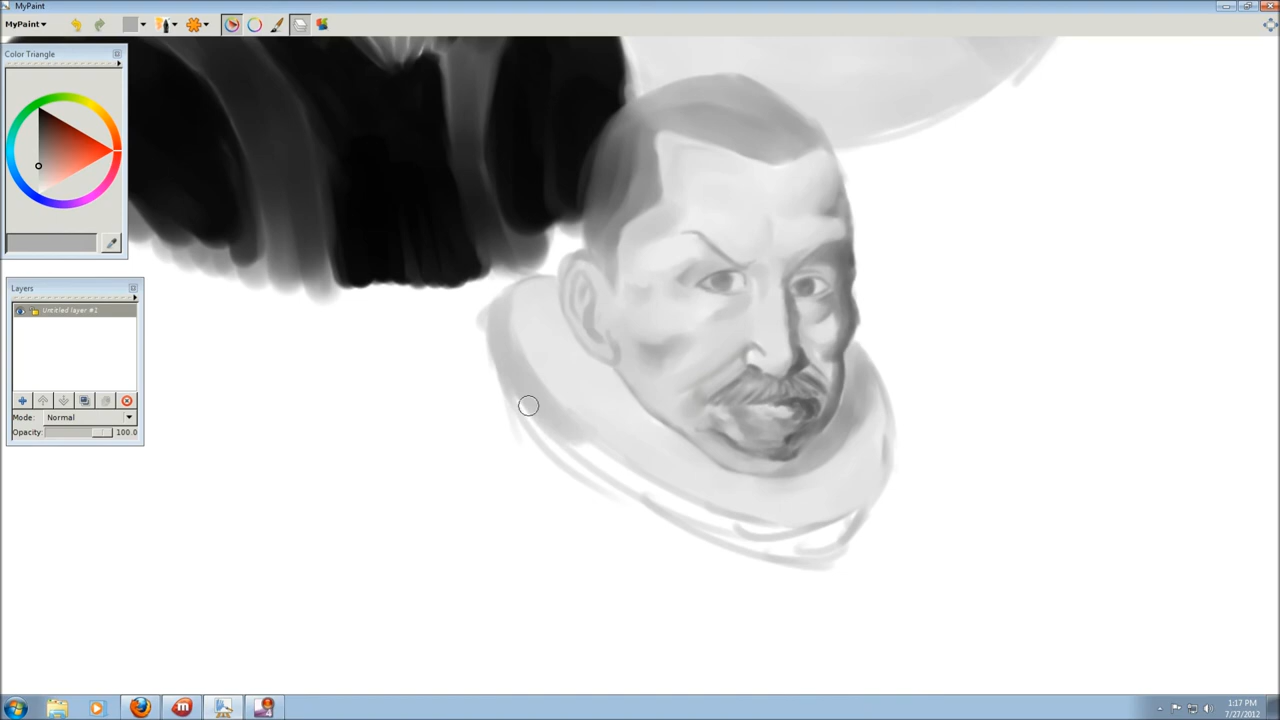 MyPaint
MyPaint
Color Triangle
Layers
Untitled layer #1
Mode: Normal
Opacity: 100.0
1:17 PM
7/27/2012